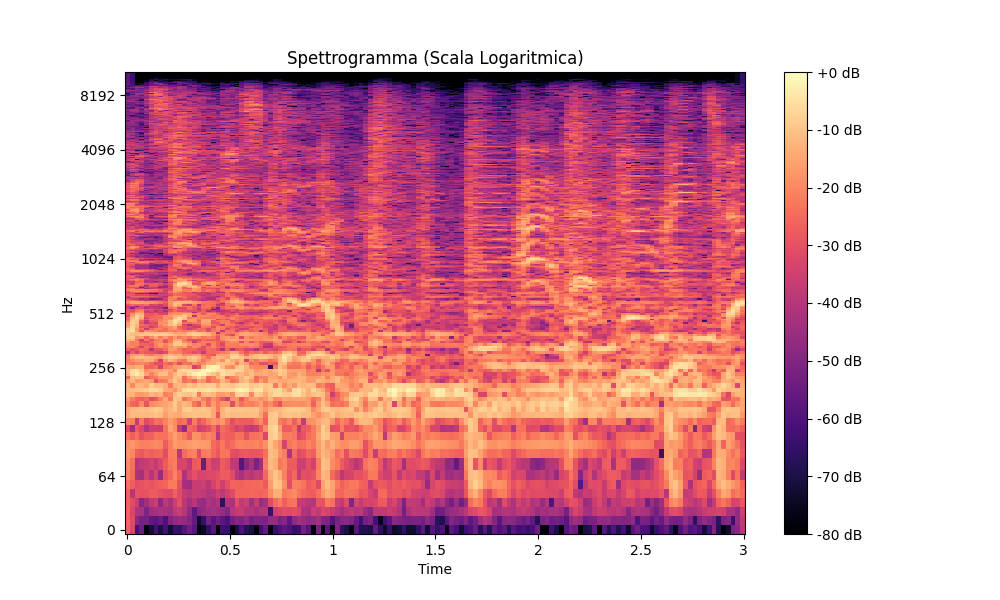 Spettrogramma (Scala Logaritmica)
+0 dB
8192
-10 dB
4096
-20 dB
2048
-30 dB
1024
-40 dB
Hz
512
-50 dB
256
-60 dB
128
-70 dB
64
0
-80 dB
0 0.5 1 1.5 2 2.5 3
Time